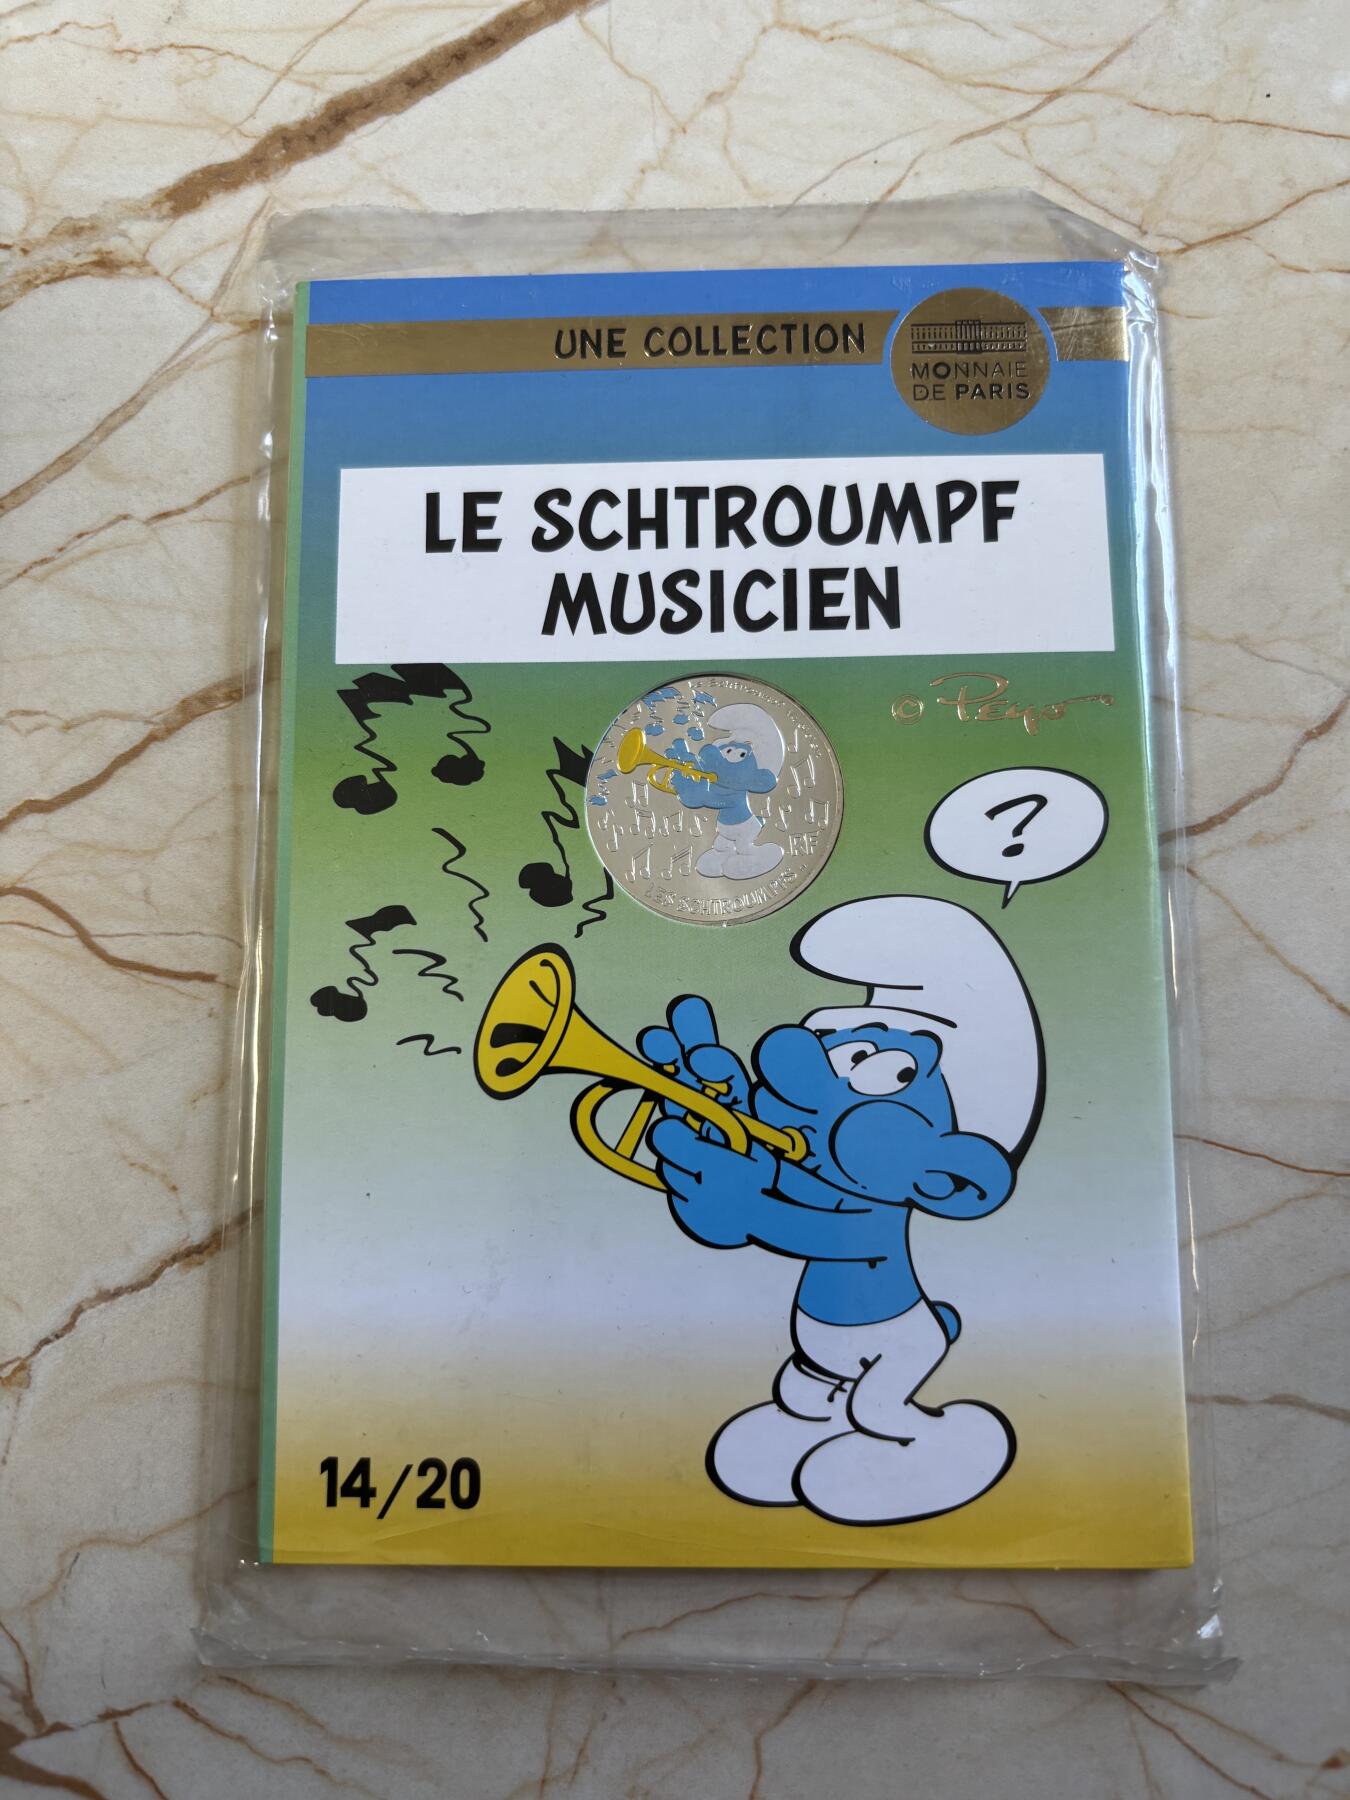 UNE COLLECTION
MONNAIE
DE PARIS
LE SCHTROUMPF
MUSICIEN
© Peyo
?
RF
LES SCHTROUMPFS
14/20